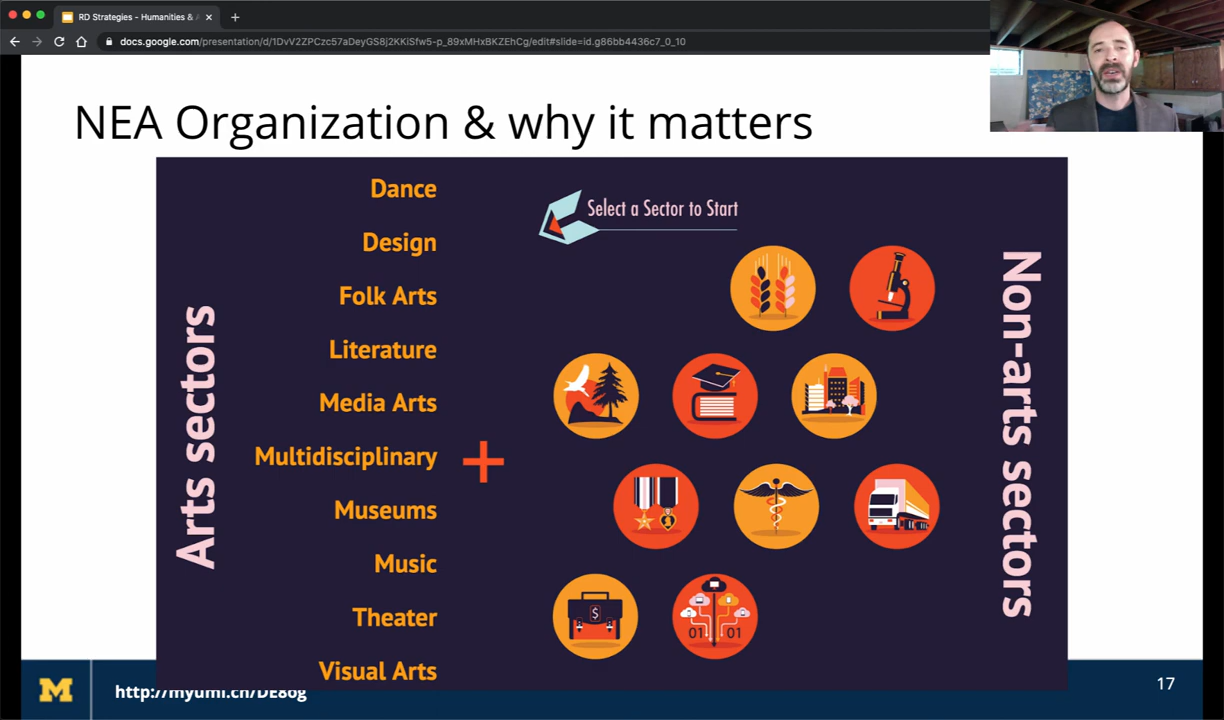 RD Strategies - Humanities & A
docs.google.com/presentation/d/1DvV2ZPCzc57aDeyGS8j2KKiSfw5-p_89xMHxBKZEhCg/edit#slide=id.g86bb4436c7_0_10
NEA Organization & why it matters
Arts sectors
Dance
Design
Folk Arts
Literature
Media Arts
Multidisciplinary
Museums
Music
Theater
Visual Arts
+
Select a Sector to Start
$
01 01
Non-arts sectors
M
http://myumi.ch/DE86g
17